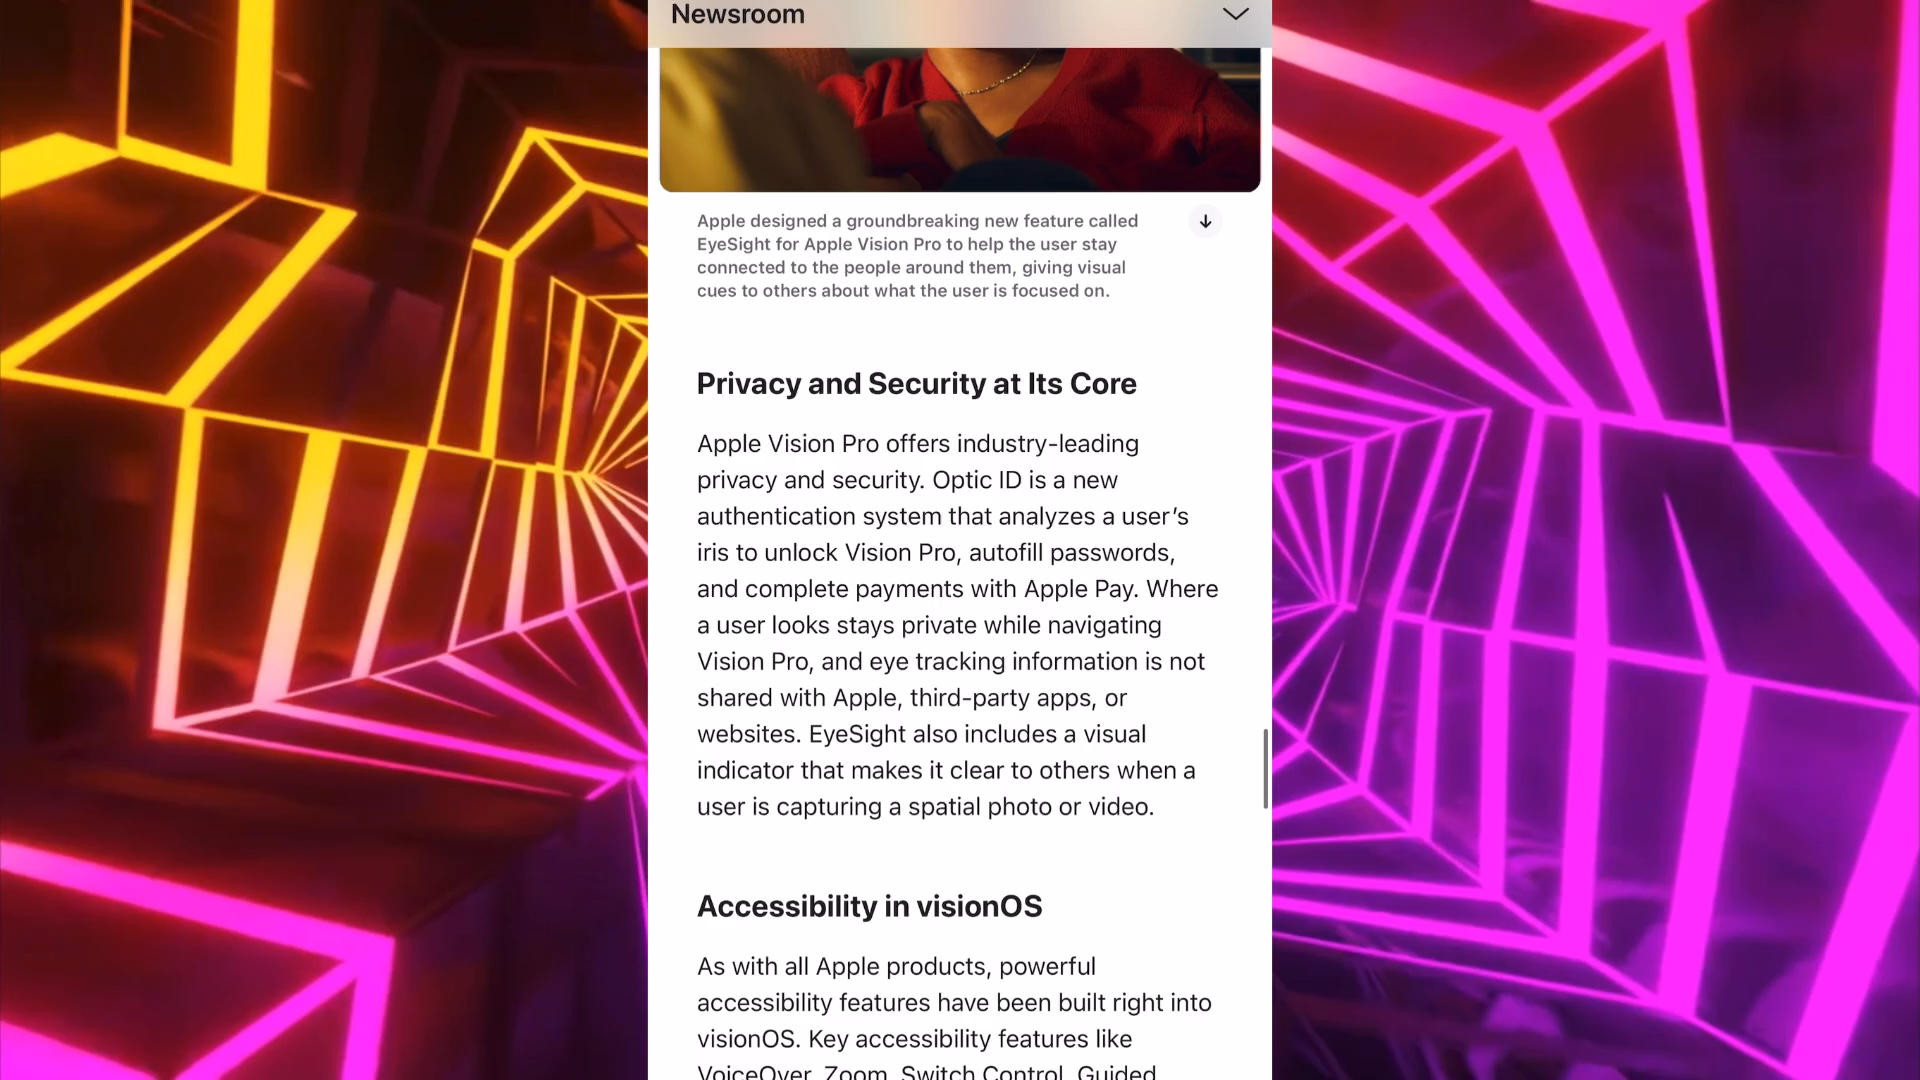 Newsroom
Apple designed a groundbreaking new feature called
EyeSight for Apple Vision Pro to help the user stay
connected to the people around them, giving visual
cues to others about what the user is focused on.
Privacy and Security at Its Core
Apple Vision Pro offers industry-leading
privacy and security. Optic ID is a new
authentication system that analyzes a user’s
iris to unlock Vision Pro, autofill passwords,
and complete payments with Apple Pay. Where
a user looks stays private while navigating
Vision Pro, and eye tracking information is not
shared with Apple, third-party apps, or
websites. EyeSight also includes a visual
indicator that makes it clear to others when a
user is capturing a spatial photo or video.
Accessibility in visionOS
As with all Apple products, powerful
accessibility features have been built right into
visionOS. Key accessibility features like
VoiceOver, Zoom, Switch Control, Guided